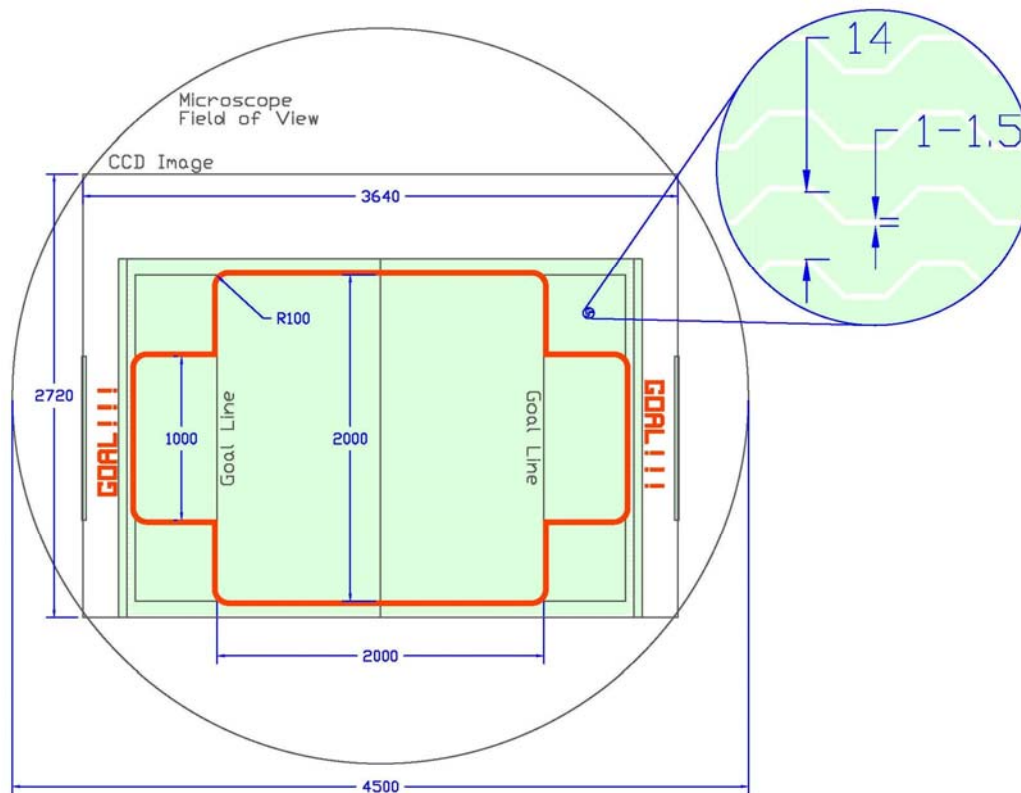 14
1-1.5
Microscope
Field of View
CCD Image
3640
R100
2720
GOAL!!!
1000
Goal Line
2000
Goal Line
GOAL!!!
2000
4500